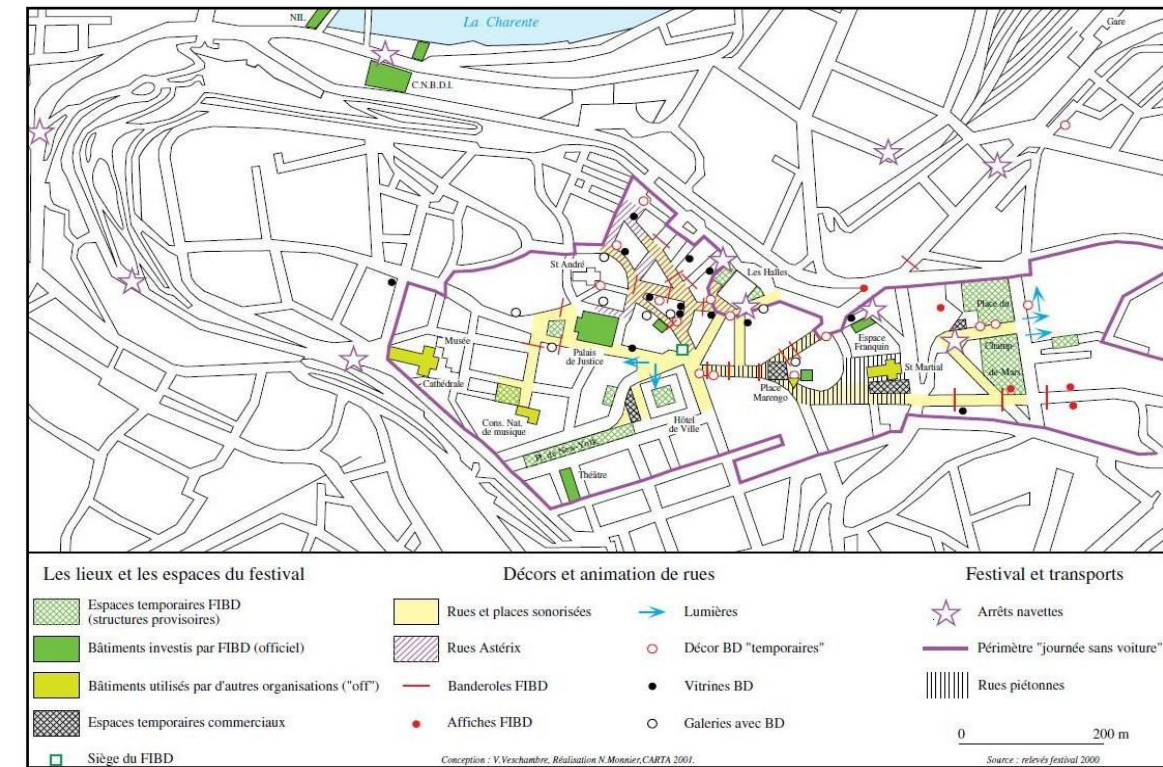 NIL
La Charente
Gare
C.N.B.D.I.
St André
Les Halles
Place du
Champ
de-Mars
Musée
Palais
de Justice
Espace
Franquin
St Martial
Cathédrale
Place
Marengo
Cons. Nat.
de musique
Hôtel
de Ville
Pl. de New-York
Théâtre
Les lieux et les espaces du festival
Espaces temporaires FIBD
(structures provisoires)
Bâtiments investis par FIBD (officiel)
Bâtiments utilisés par d'autres organisations ("off")
Espaces temporaires commerciaux
Siège du FIBD
Décors et animation de rues
Rues et places sonorisées
Rues Astérix
Banderoles FIBD
Affiches FIBD
Lumières
Décor BD "temporaires"
Vitrines BD
Galeries avec BD
Festival et transports
Arrêts navettes
Périmètre "journée sans voiture"
Rues piétonnes
0 200 m
Conception : V.Veschambre, Réalisation N.Monnier, CARTA 2001.
Source : relevés festival 2000